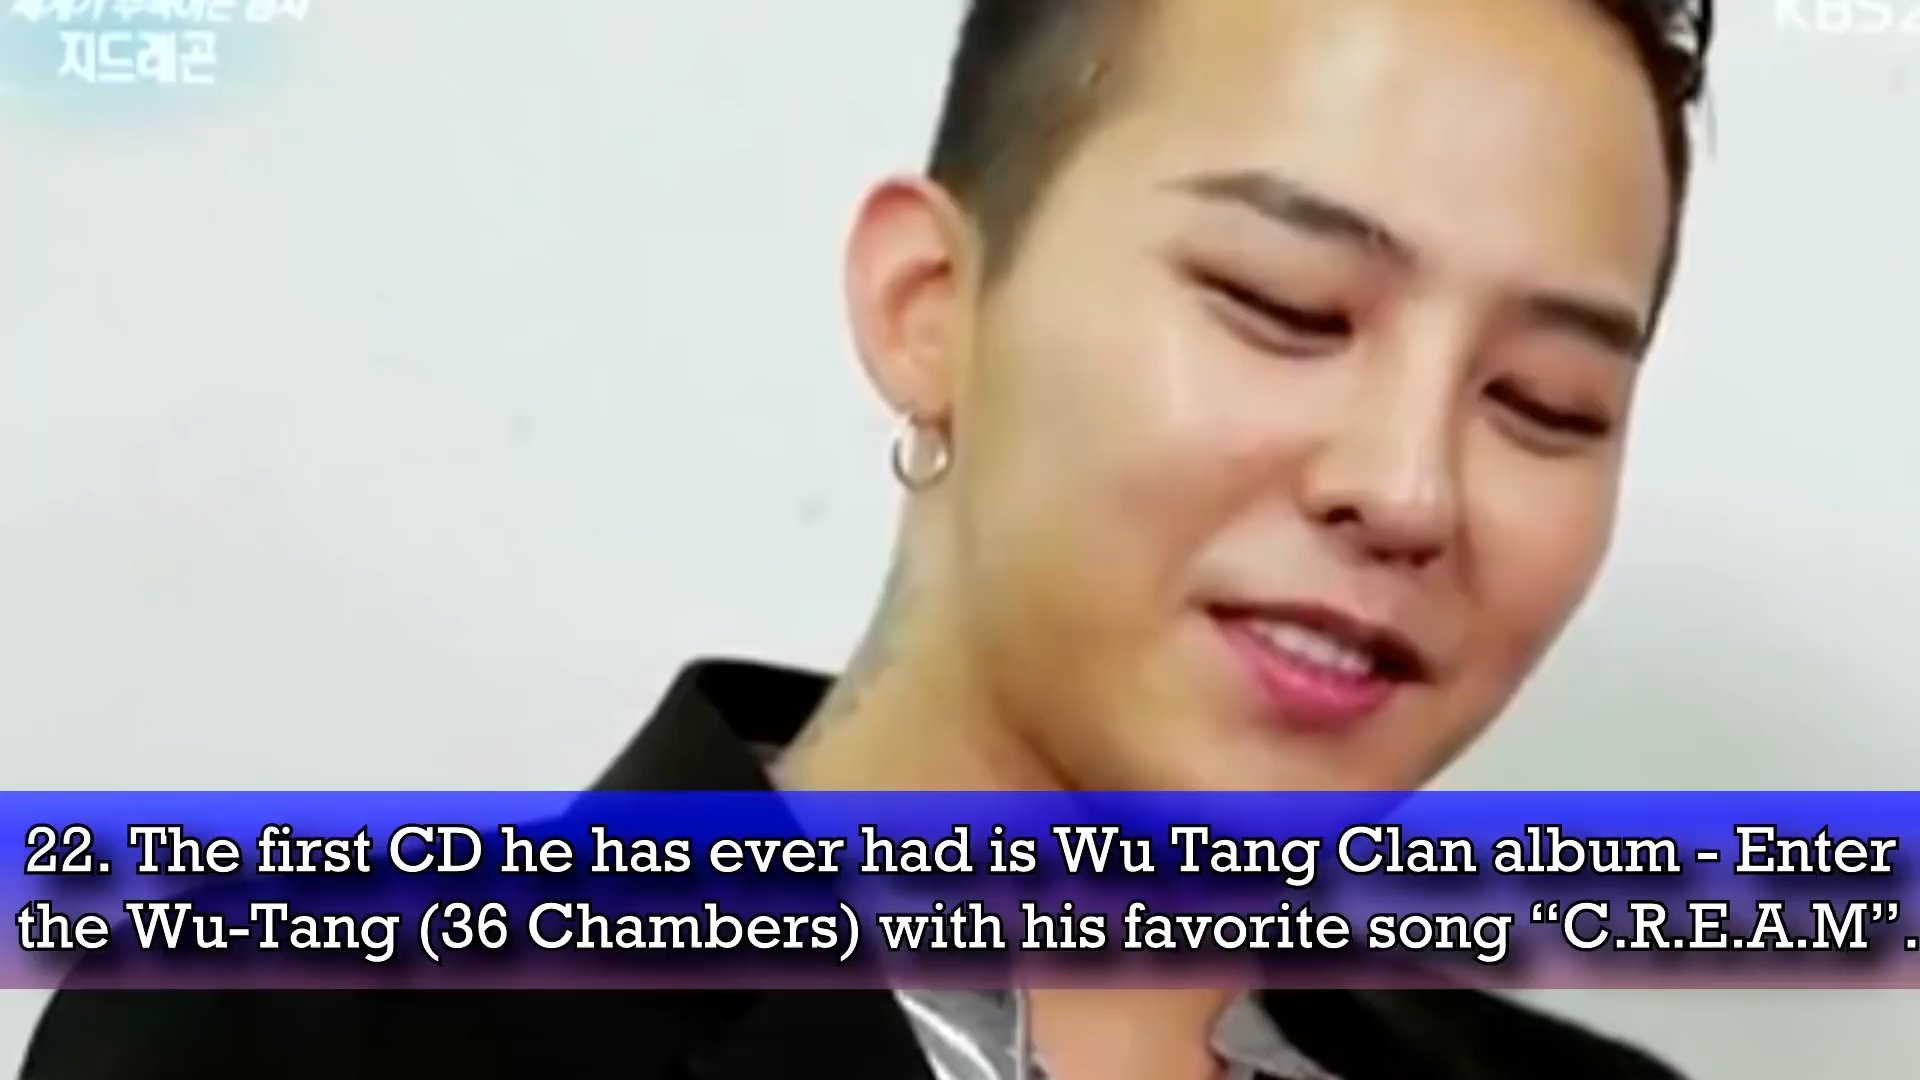 지드래곤
KBS2
22. The first CD he has ever had is Wu Tang Clan album - Enter
the Wu-Tang (36 Chambers) with his favorite song “C.R.E.A.M”.